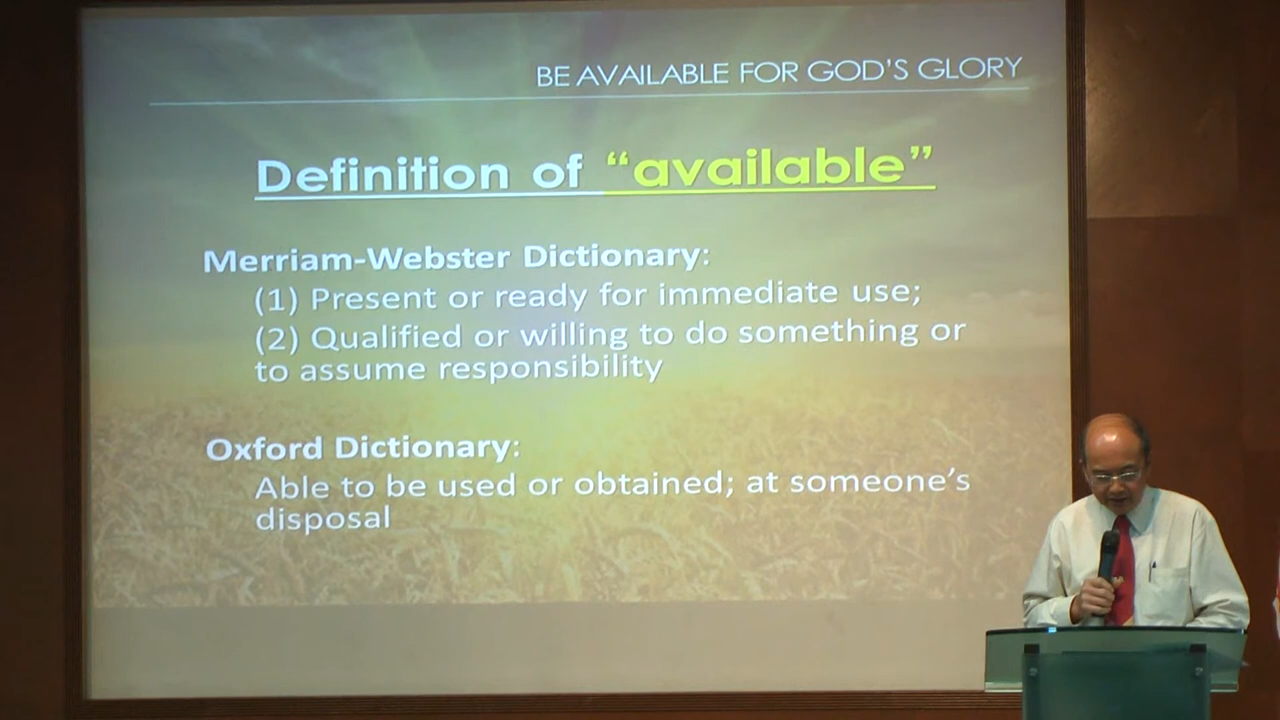 BE AVAILABLE FOR GOD'S GLORY
Definition of “available”
Merriam-Webster Dictionary:
(1) Present or ready for immediate use;
(2) Qualified or willing to do something or
to assume responsibility
Oxford Dictionary:
Able to be used or obtained; at someone's
disposal